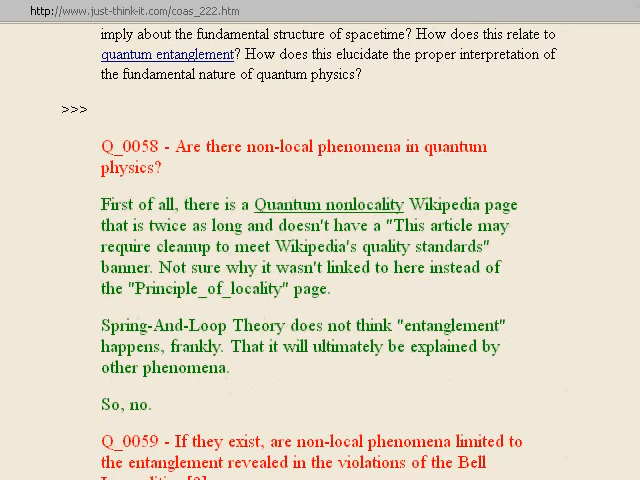 http://www.just-think-it.com/coas_222.htm
imply about the fundamental structure of spacetime? How does this relate to
quantum entanglement? How does this elucidate the proper interpretation of
the fundamental nature of quantum physics?
>>>
Q_0058 - Are there non-local phenomena in quantum
physics?
First of all, there is a Quantum nonlocality Wikipedia page
that is twice as long and doesn't have a "This article may
require cleanup to meet Wikipedia's quality standards"
banner. Not sure why it wasn't linked to here instead of
the "Principle_of_locality" page.
Spring-And-Loop Theory does not think "entanglement"
happens, frankly. That it will ultimately be explained by
other phenomena.
So, no.
Q_0059 - If they exist, are non-local phenomena limited to
the entanglement revealed in the violations of the Bell